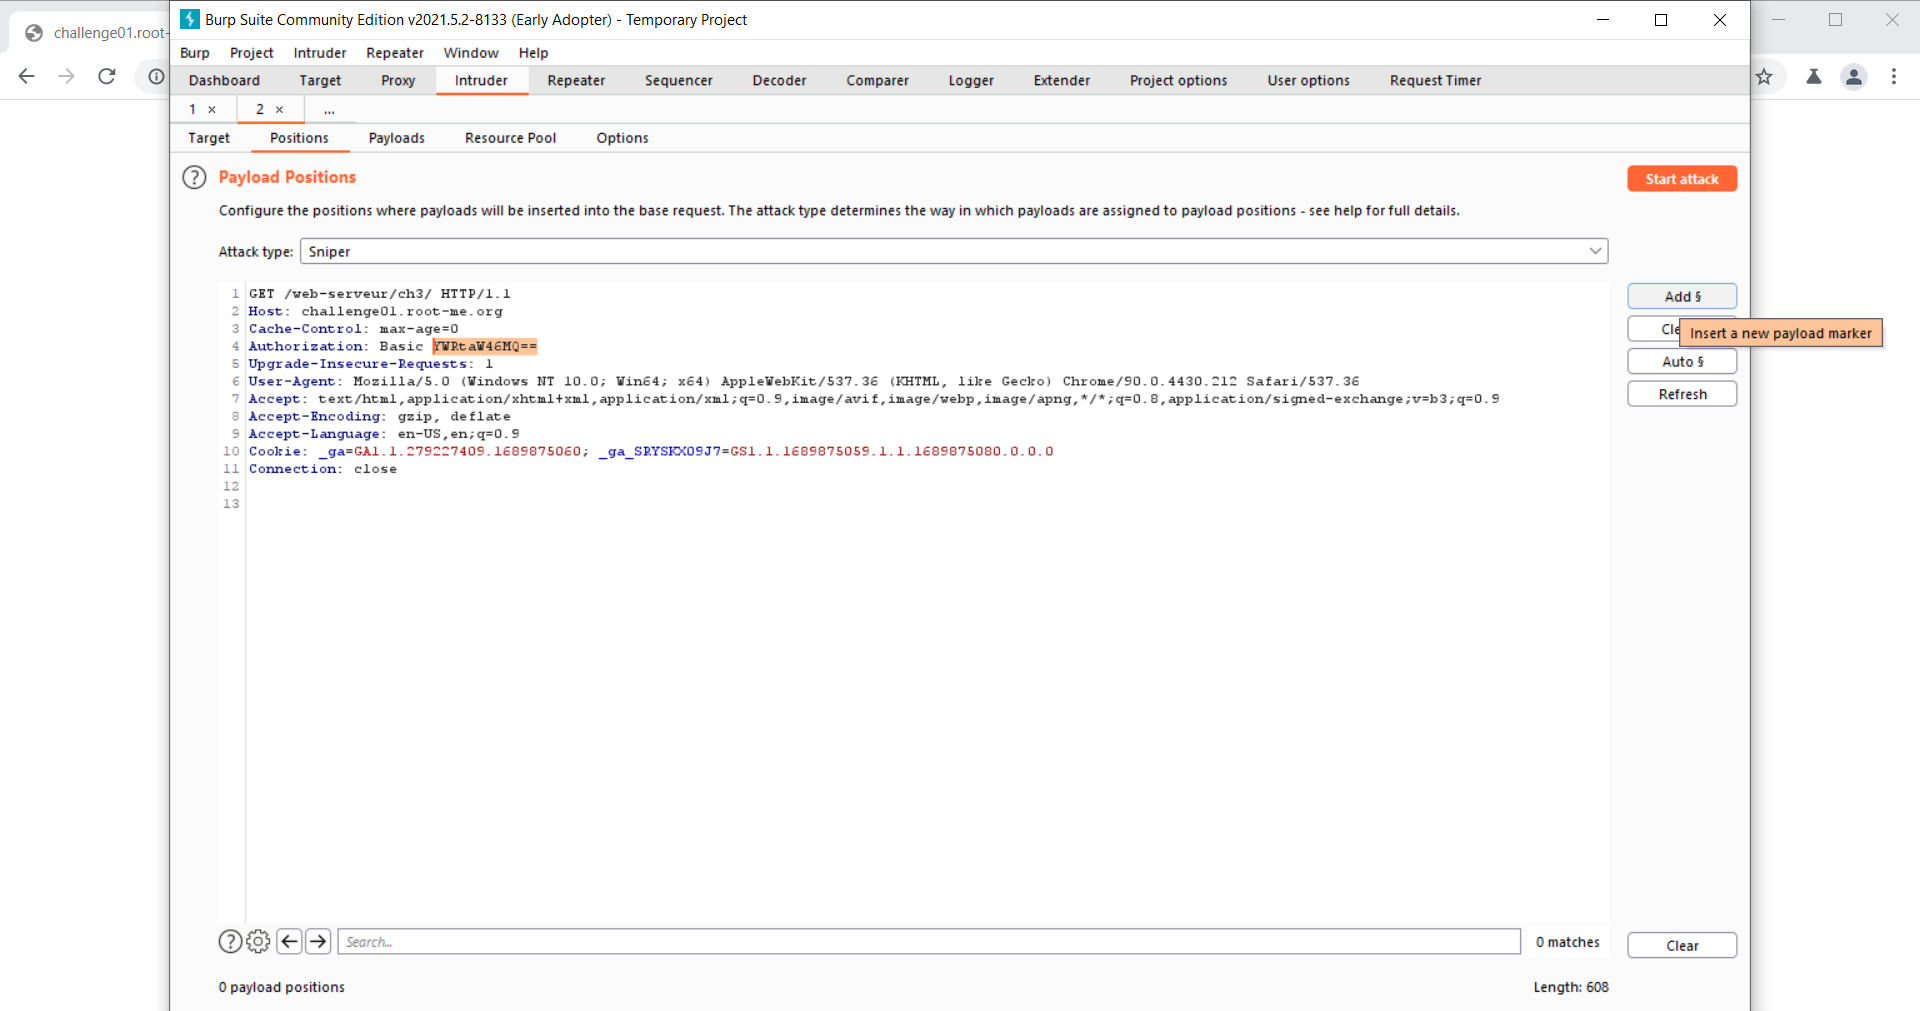 challenge01.root-
Burp Suite Community Edition v2021.5.2-8133 (Early Adopter) - Temporary Project
Burp Project Intruder Repeater Window Help
Dashboard Target Proxy Intruder Repeater Sequencer Decoder Comparer Logger Extender Project options User options Request Timer
1 × 2 × ...
Target Positions Payloads Resource Pool Options
? Payload Positions
Start attack
Configure the positions where payloads will be inserted into the base request. The attack type determines the way in which payloads are assigned to payload positions - see help for full details.
Attack type: Sniper
1 GET /web-serveur/ch3/ HTTP/1.1
2 Host: challenge01.root-me.org
3 Cache-Control: max-age=0
4 Authorization: Basic YWRtaW46MQ==
5 Upgrade-Insecure-Requests: 1
6 User-Agent: Mozilla/5.0 (Windows NT 10.0; Win64; x64) AppleWebKit/537.36 (KHTML, like Gecko) Chrome/90.0.4430.212 Safari/537.36
7 Accept: text/html,application/xhtml+xml,application/xml;q=0.9,image/avif,image/webp,image/apng,*/*;q=0.8,application/signed-exchange;v=b3;q=0.9
8 Accept-Encoding: gzip, deflate
9 Accept-Language: en-US,en;q=0.9
10 Cookie: _ga=GA1.1.279227409.1689875060; _ga_SRYSKX09J7=GS1.1.1689875059.1.1.1689875080.0.0.0
11 Connection: close
12
13
Add §
Cle
Insert a new payload marker
Auto §
Refresh
? Search... 0 matches
Clear
0 payload positions
Length: 608